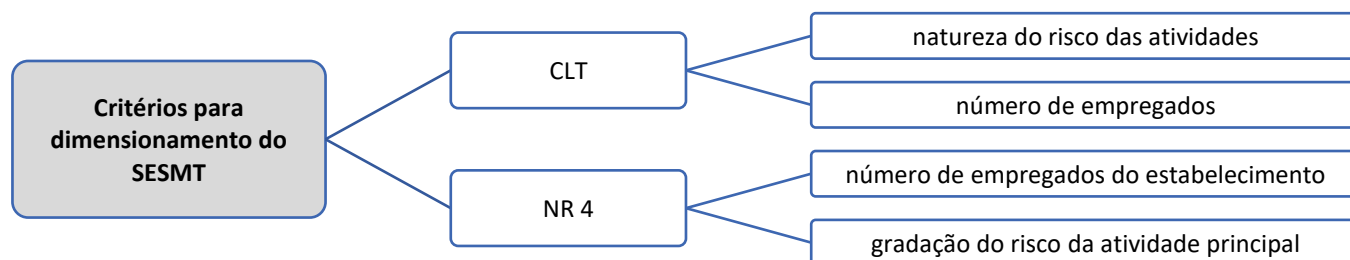 Critérios para
dimensionamento do
SESMT
CLT
natureza do risco das atividades
número de empregados
NR 4
número de empregados do estabelecimento
gradação do risco da atividade principal